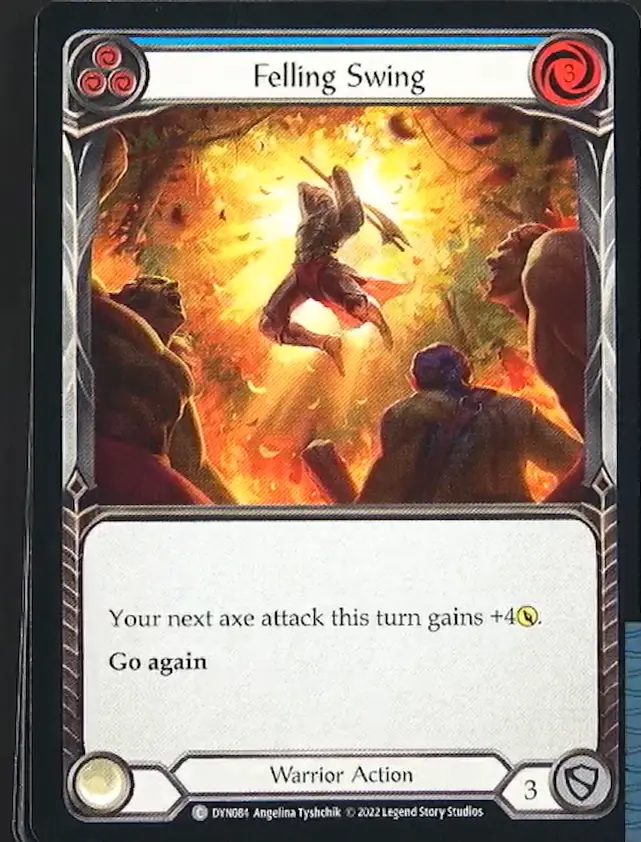 Felling Swing
3
Your next axe attack this turn gains +4.
Go again
Warrior Action
3
C DYN084 Angelina Tyshchik © 2022 Legend Story Studios